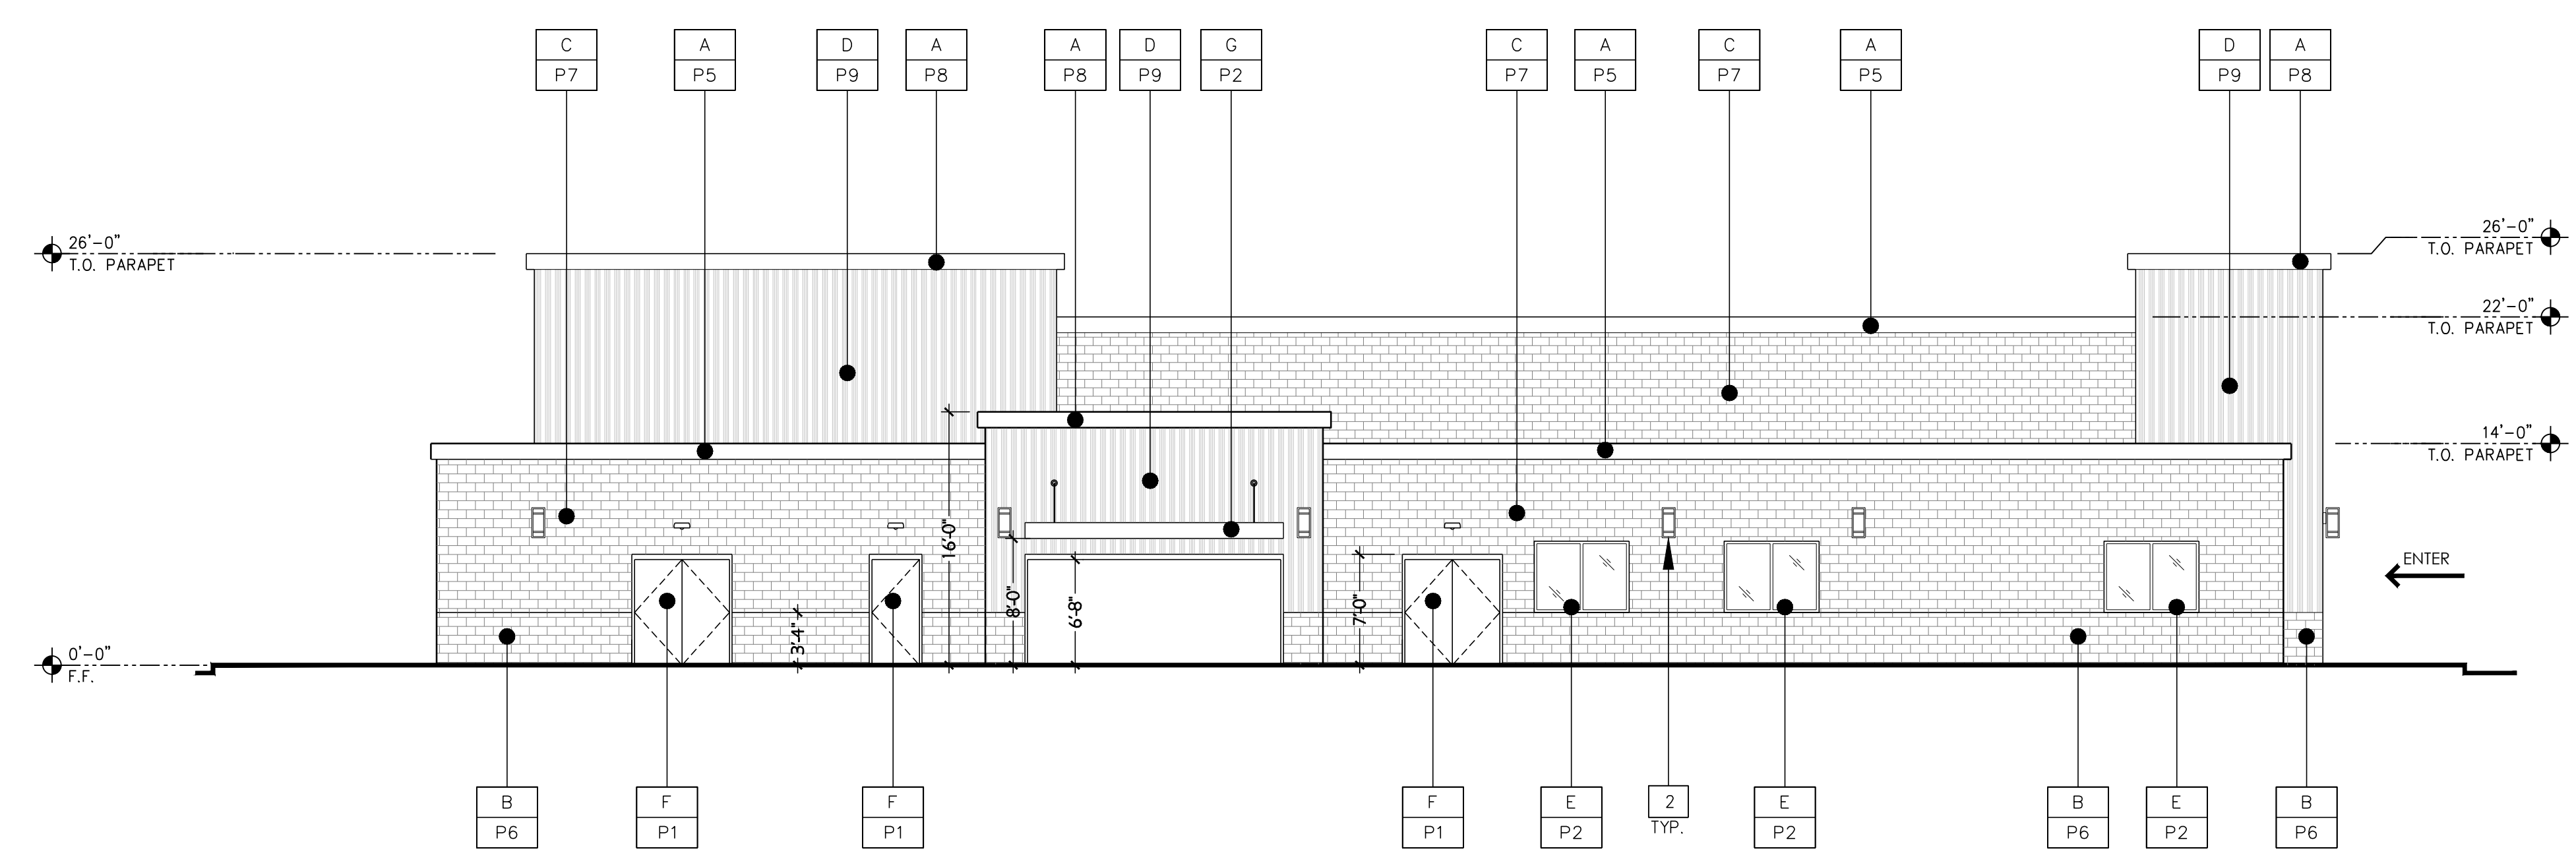 C
P7
A
P5
D
P9
A
P8
A
P8
D
P9
G
P2
C
P7
A
P5
C
P7
A
P5
D
P9
A
P8
26'-0"
T.O. PARAPET
26'-0"
T.O. PARAPET
22'-0"
T.O. PARAPET
14'-0"
T.O. PARAPET
16'-0"
8'-0"
6'-8"
7'-0"
3'-4"
ENTER
0'-0"
F.F.
B
P6
F
P1
F
P1
F
P1
E
P2
2
TYP.
E
P2
B
P6
E
P2
B
P6